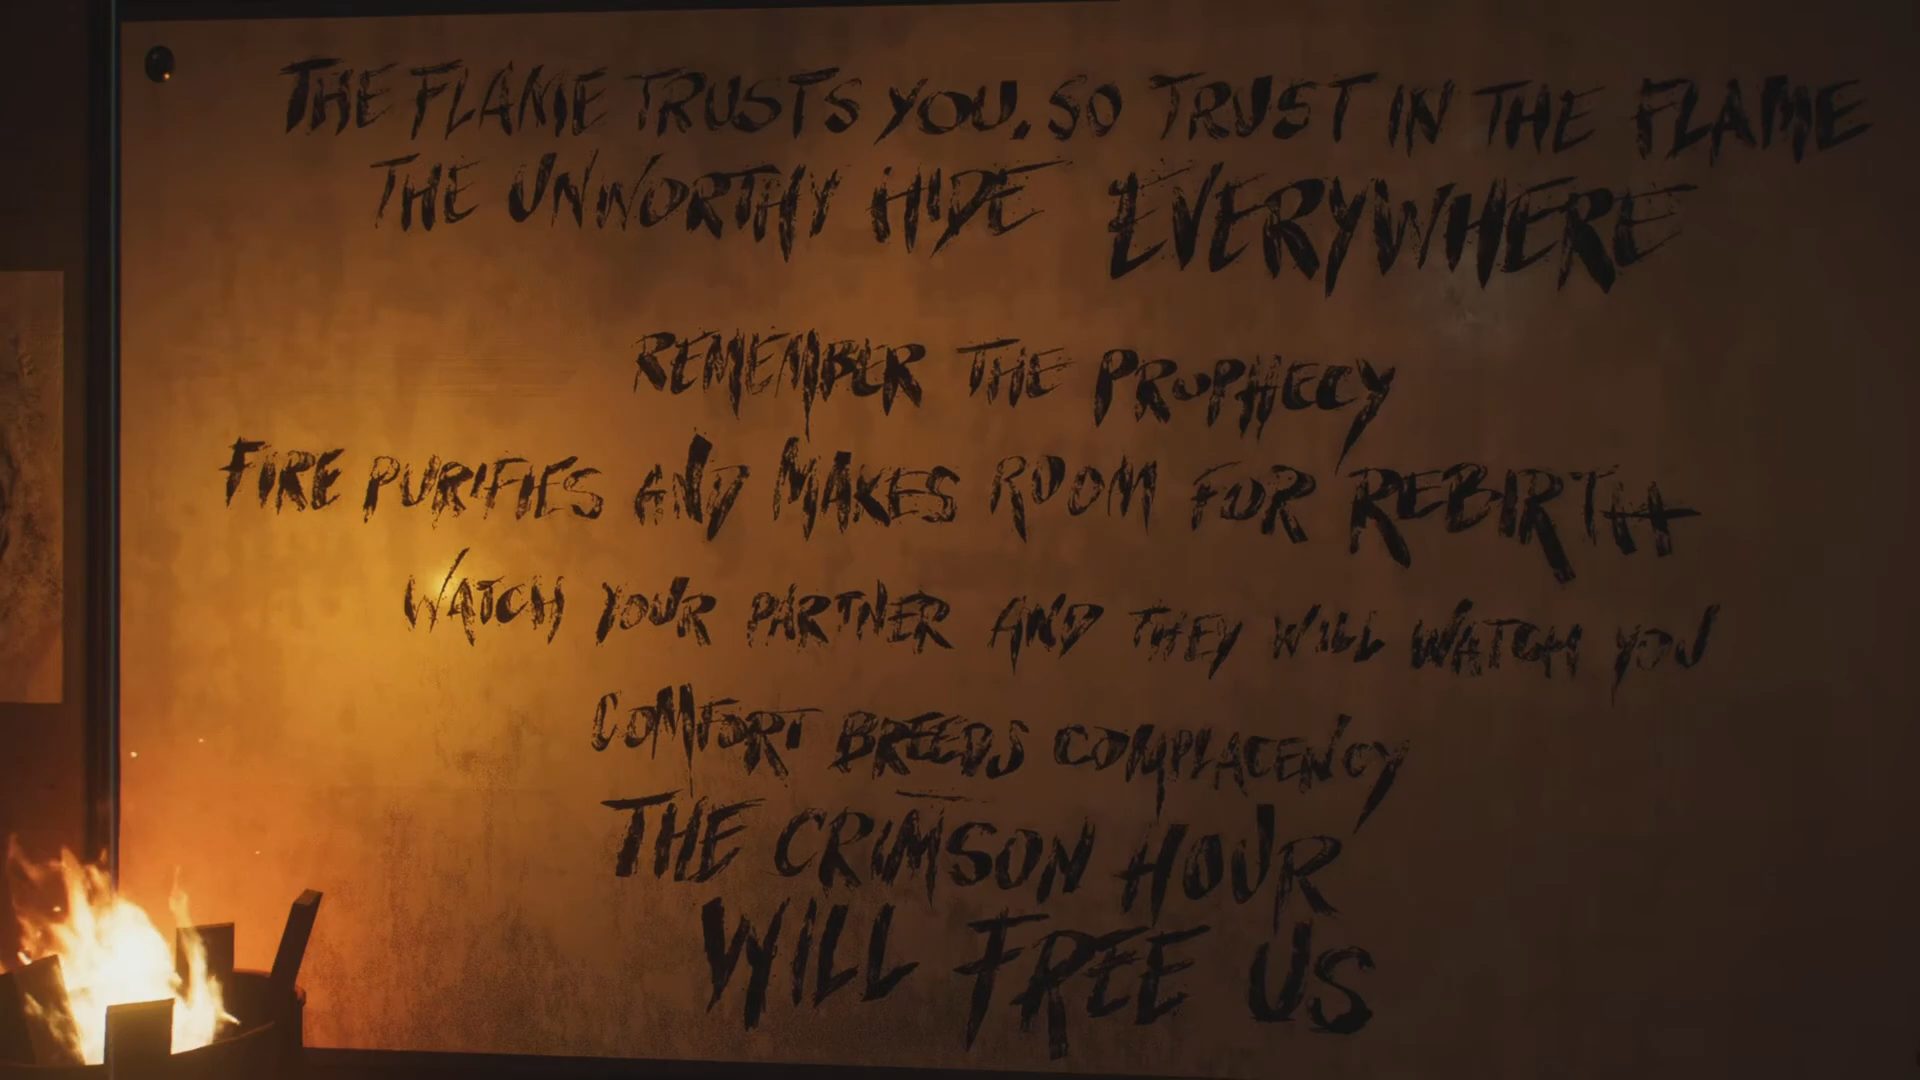 THE FLAME TRUSTS YOU, SO TRUST IN THE FLAME
THE UNWORTHY HIDE EVERYWHERE
REMEMBER THE PROPHECY
FIRE PURIFIES AND MAKES ROOM FOR REBIRTH
WATCH YOUR PARTNER AND THEY WILL WATCH YOU
COMFORT BREEDS COMPLACENCY
THE CRIMSON HOUR
WILL FREE US